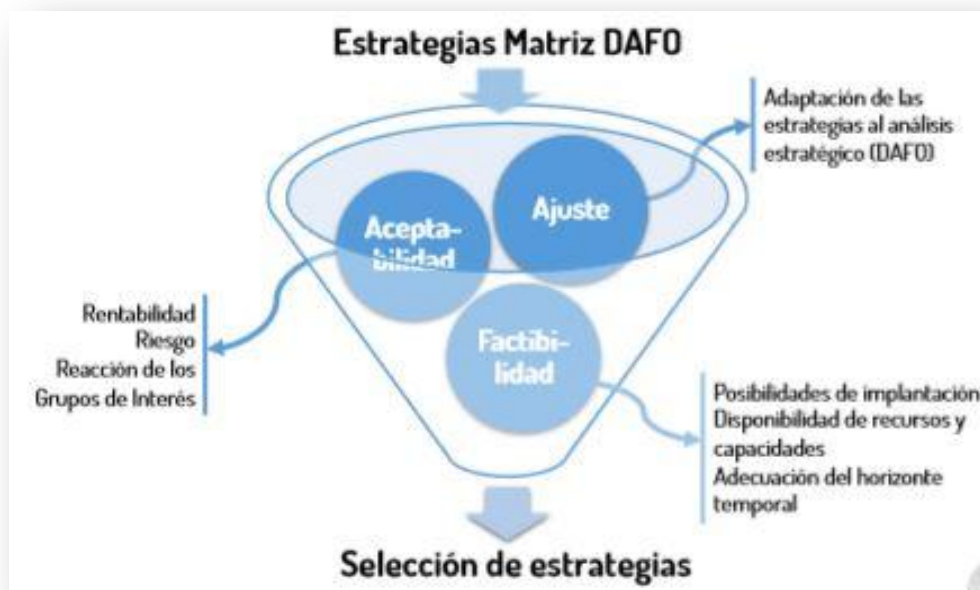 Estrategias Matriz DAFO
Adaptación de las
estrategias al análisis
estratégico (DAFO)
Ajuste
Acepta-
bilidad
Rentabilidad
Riesgo
Reacción de los
Grupos de Interés
Factibi-
lidad
Posibilidades de implantación
Disponibilidad de recursos y
capacidades
Adecuación del horizonte
temporal
Selección de estrategias